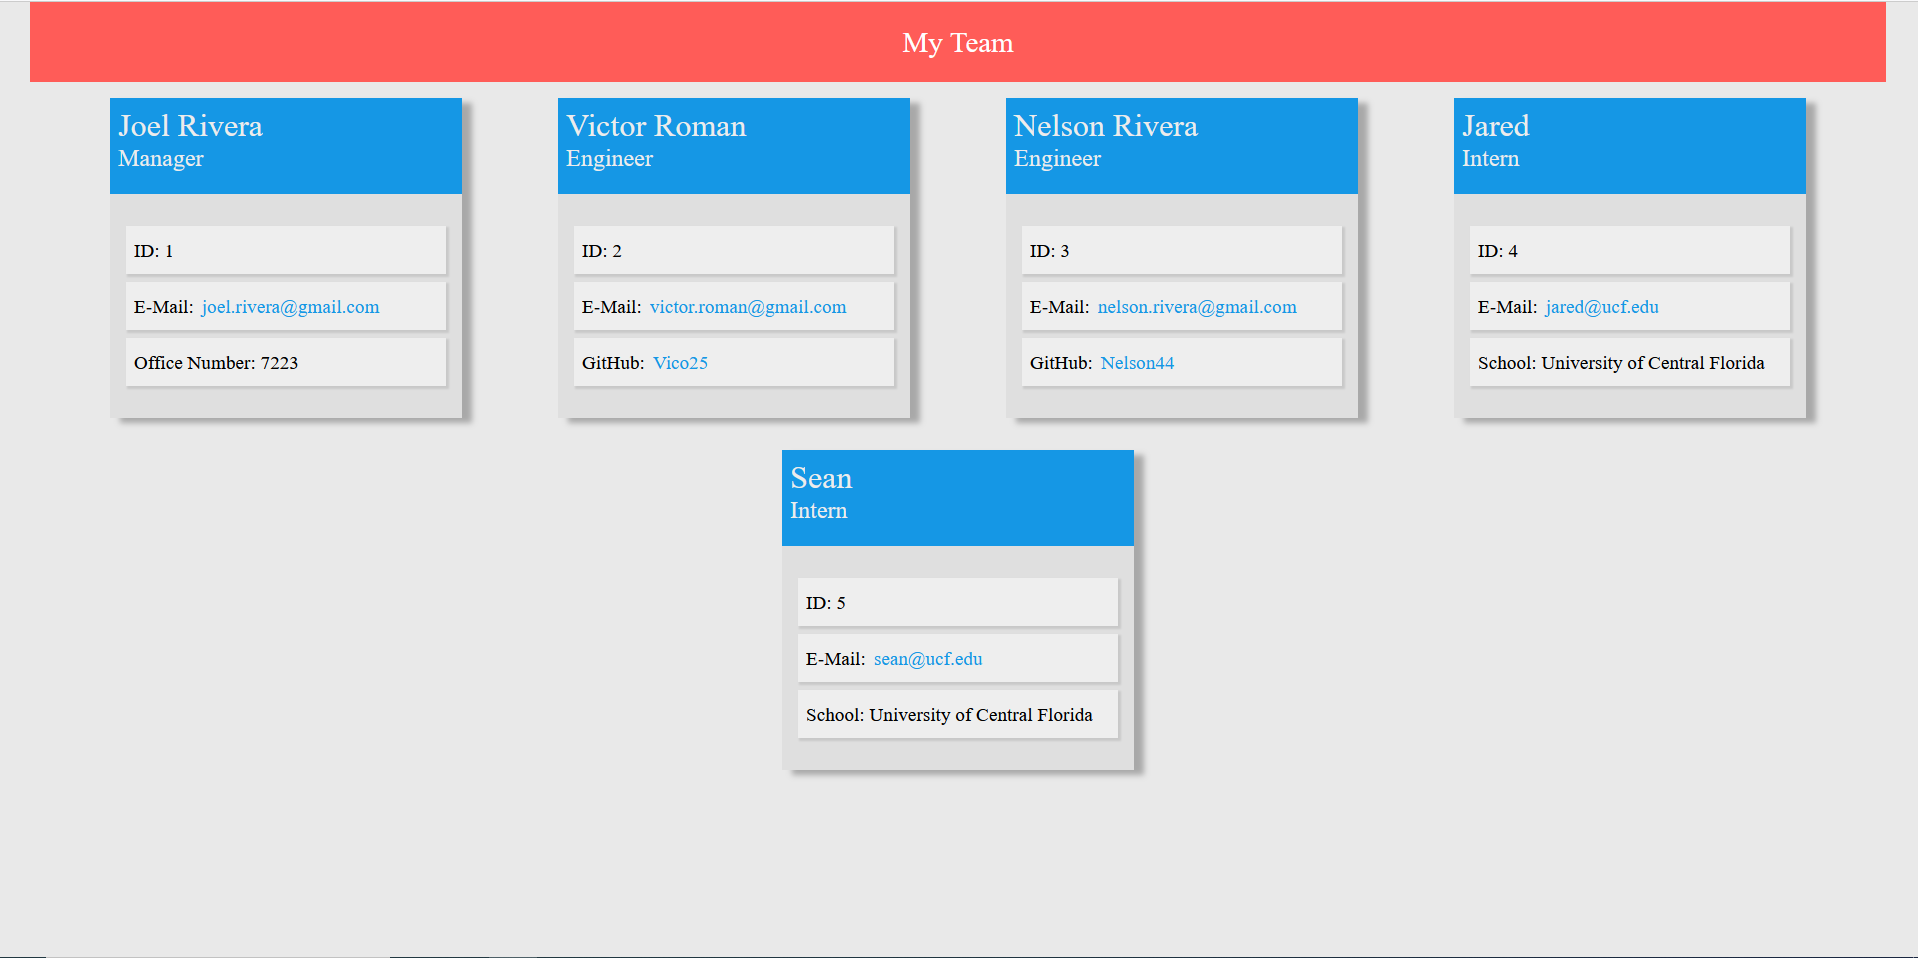 My Team
Joel Rivera
Manager
ID: 1
E-Mail: joel.rivera@gmail.com
Office Number: 7223
Victor Roman
Engineer
ID: 2
E-Mail: victor.roman@gmail.com
GitHub: Vico25
Nelson Rivera
Engineer
ID: 3
E-Mail: nelson.rivera@gmail.com
GitHub: Nelson44
Jared
Intern
ID: 4
E-Mail: jared@ucf.edu
School: University of Central Florida
Sean
Intern
ID: 5
E-Mail: sean@ucf.edu
School: University of Central Florida